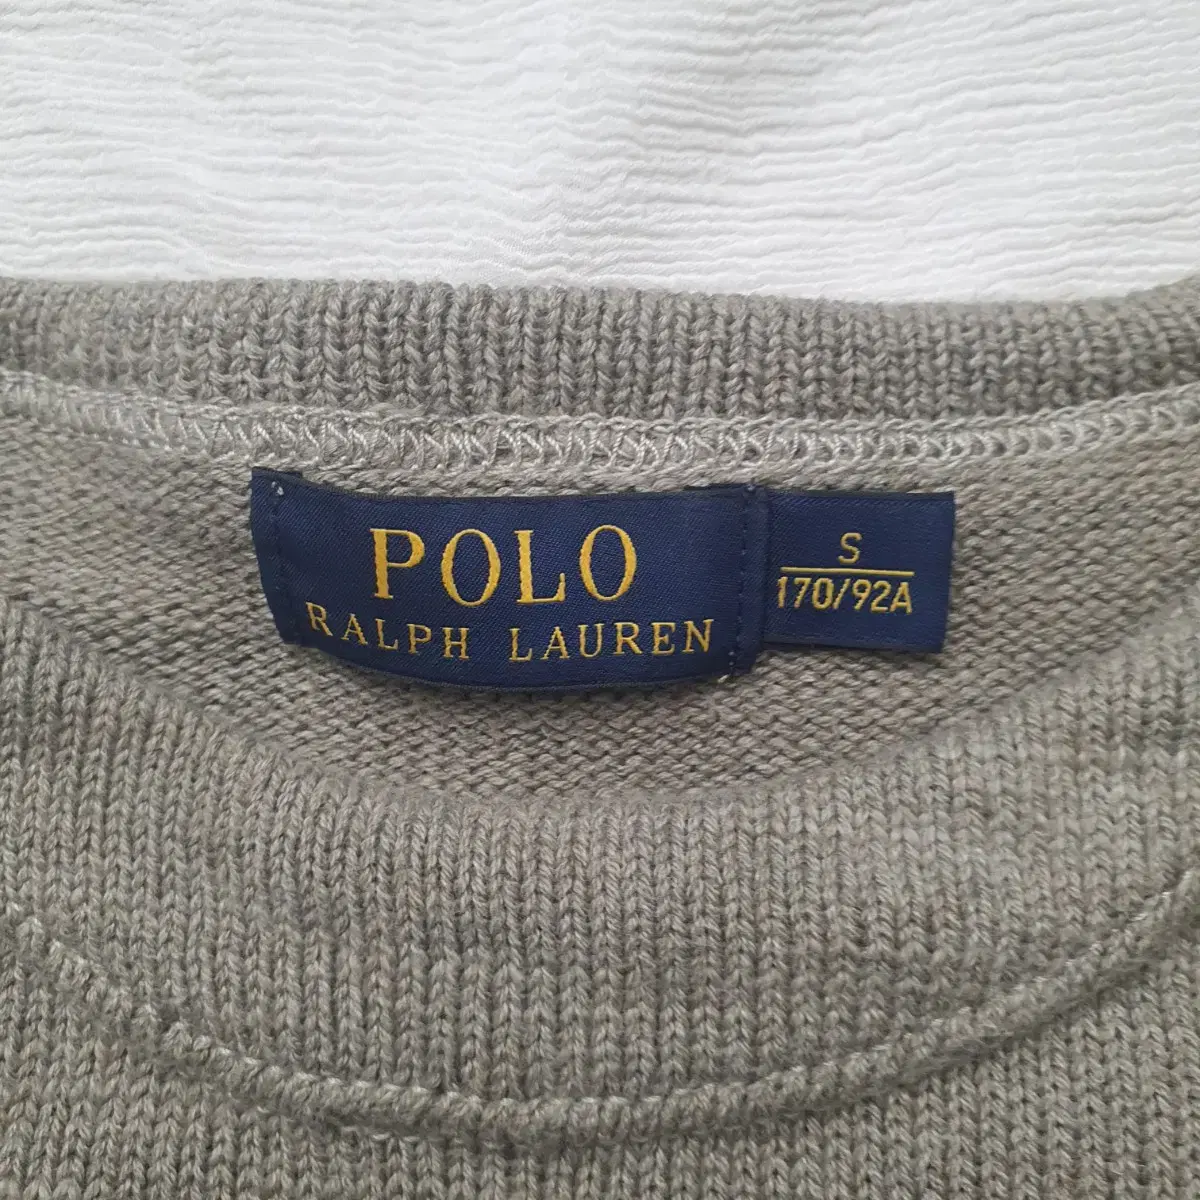 POLO
RALPH LAUREN
S
170/92A